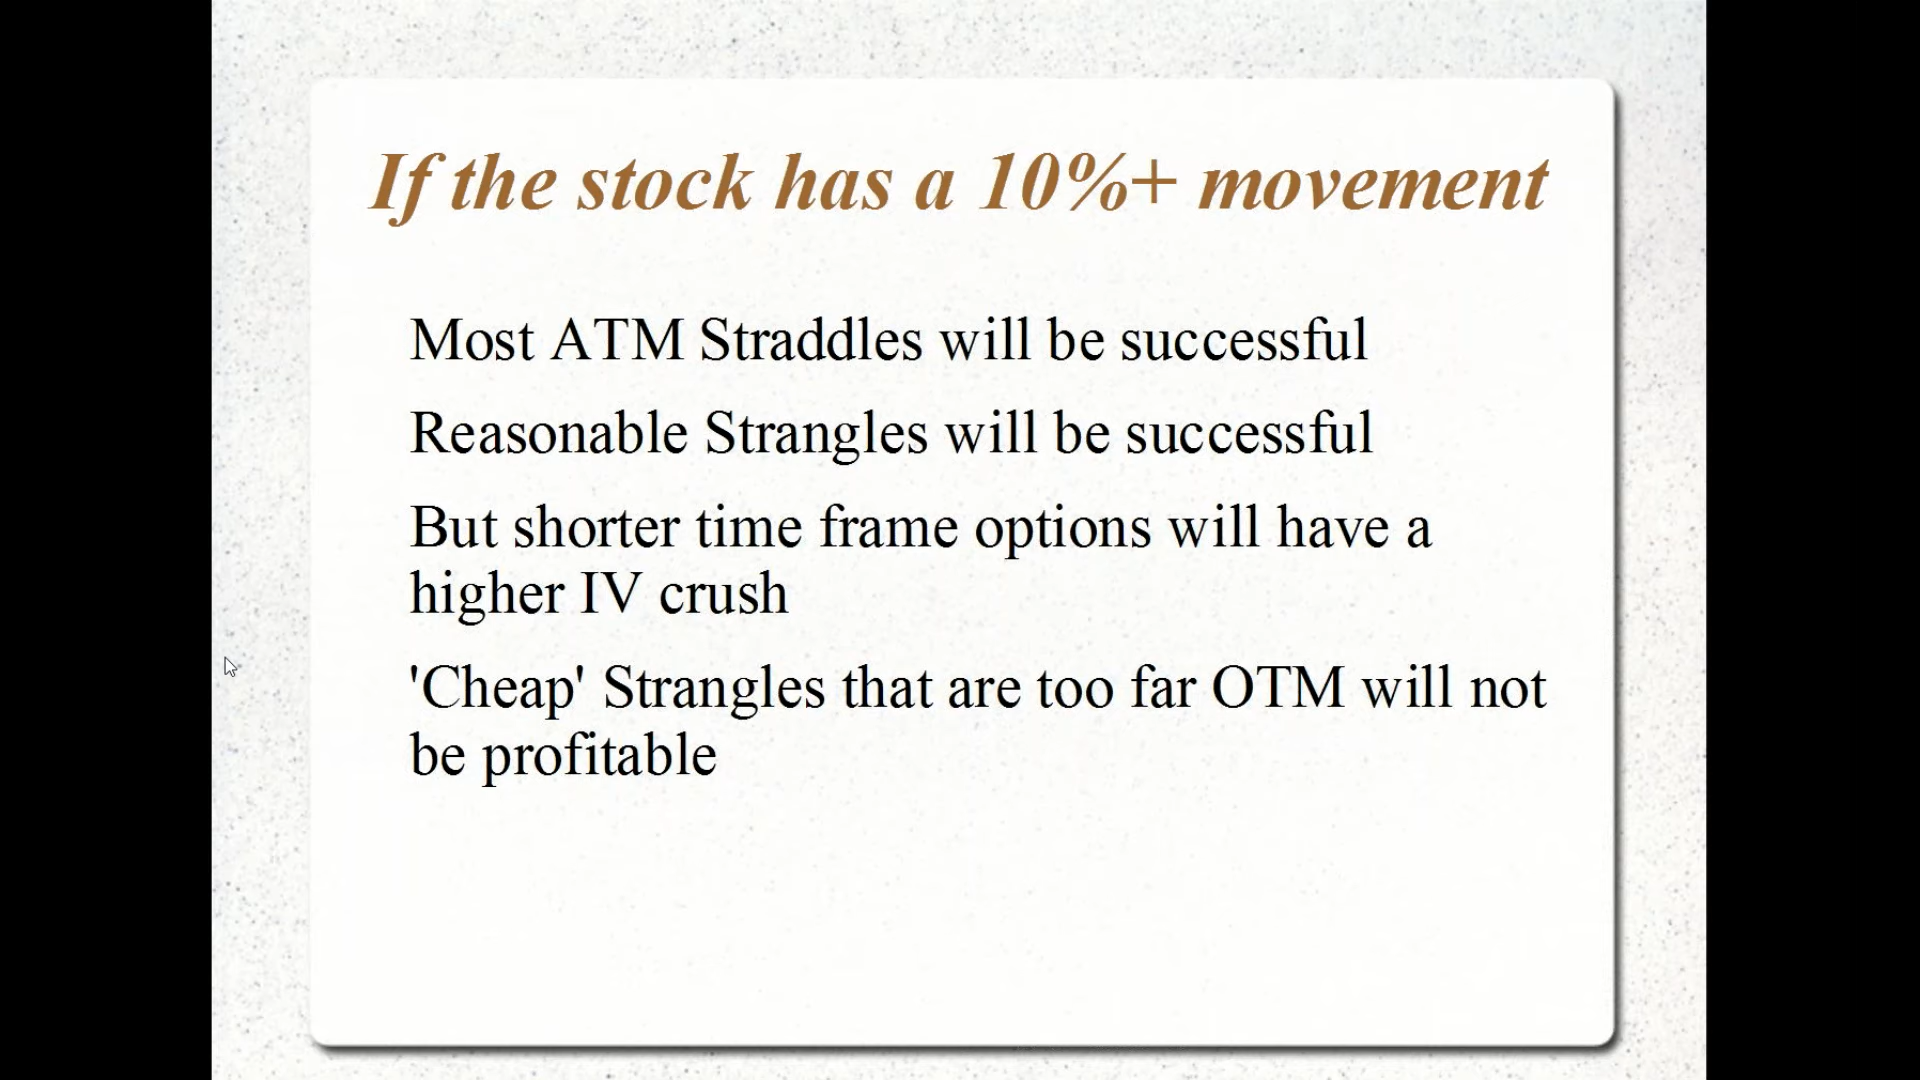 If the stock has a 10%+ movement
Most ATM Straddles will be successful
Reasonable Strangles will be successful
But shorter time frame options will have a
higher IV crush
'Cheap' Strangles that are too far OTM will not
be profitable